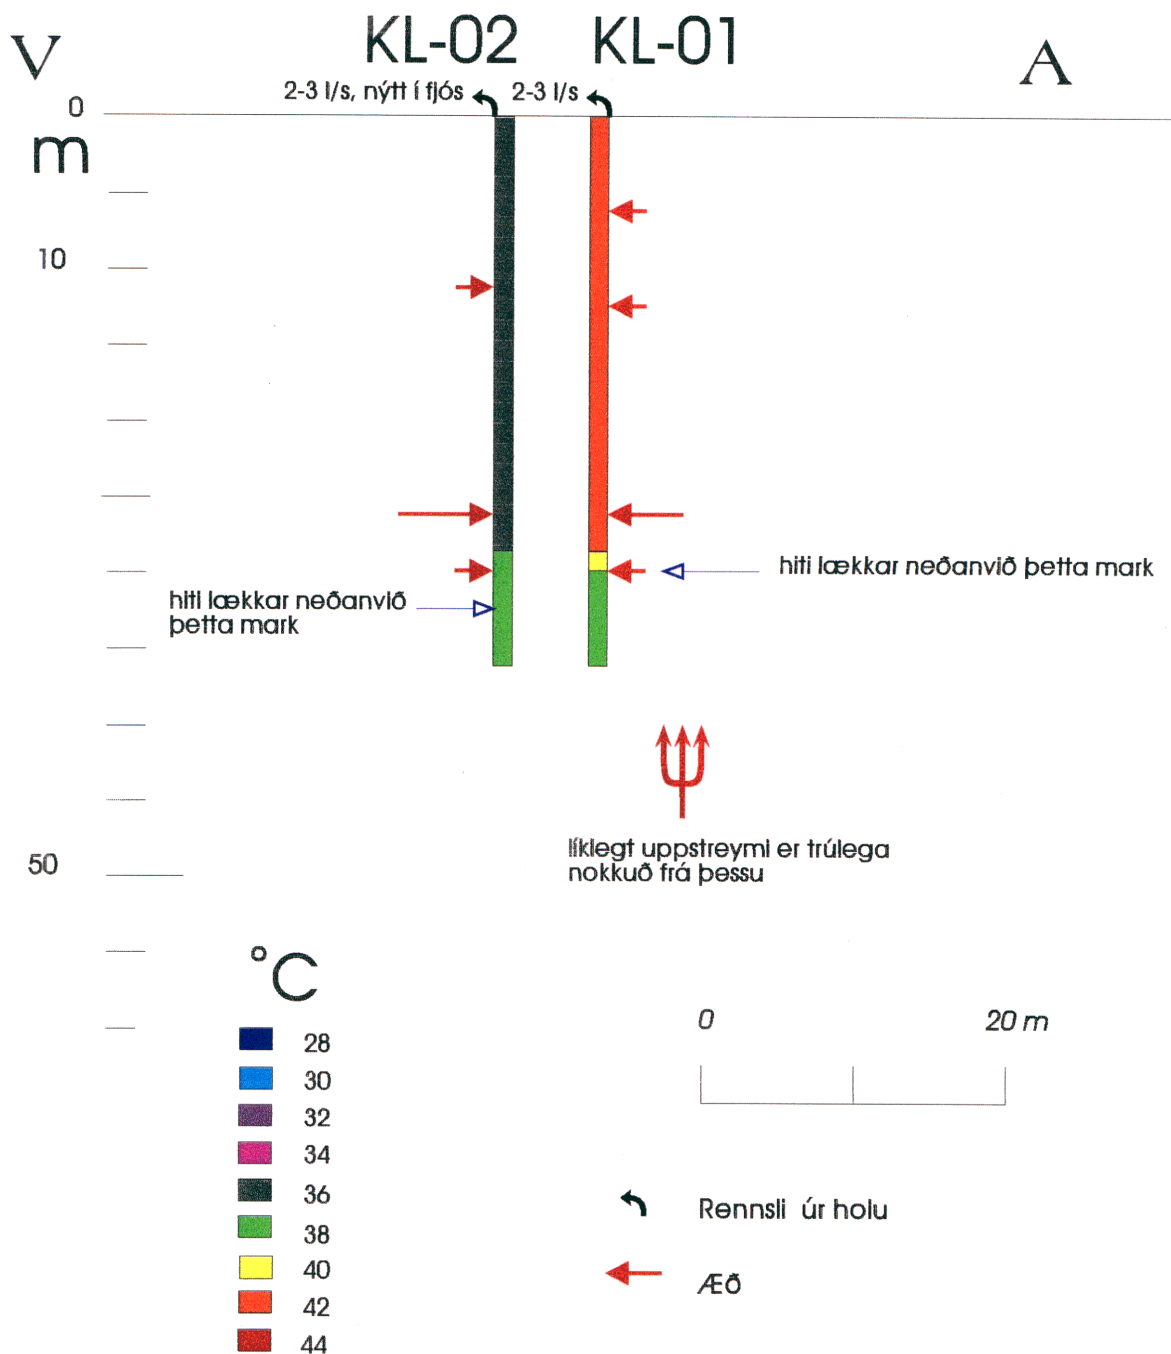 V
KL-02
KL-01
A
2-3 l/s, nýtt í fjós
2-3 l/s
0
m
10
hiti lækkar neðanvið þetta mark
hiti lækkar neðanvið
þetta mark
líklegt uppstreymi er trúlega
nokkuð frá þessu
50
°C
28
30
32
34
36
38
40
42
44
0
20 m
Rennsli úr holu
Æð